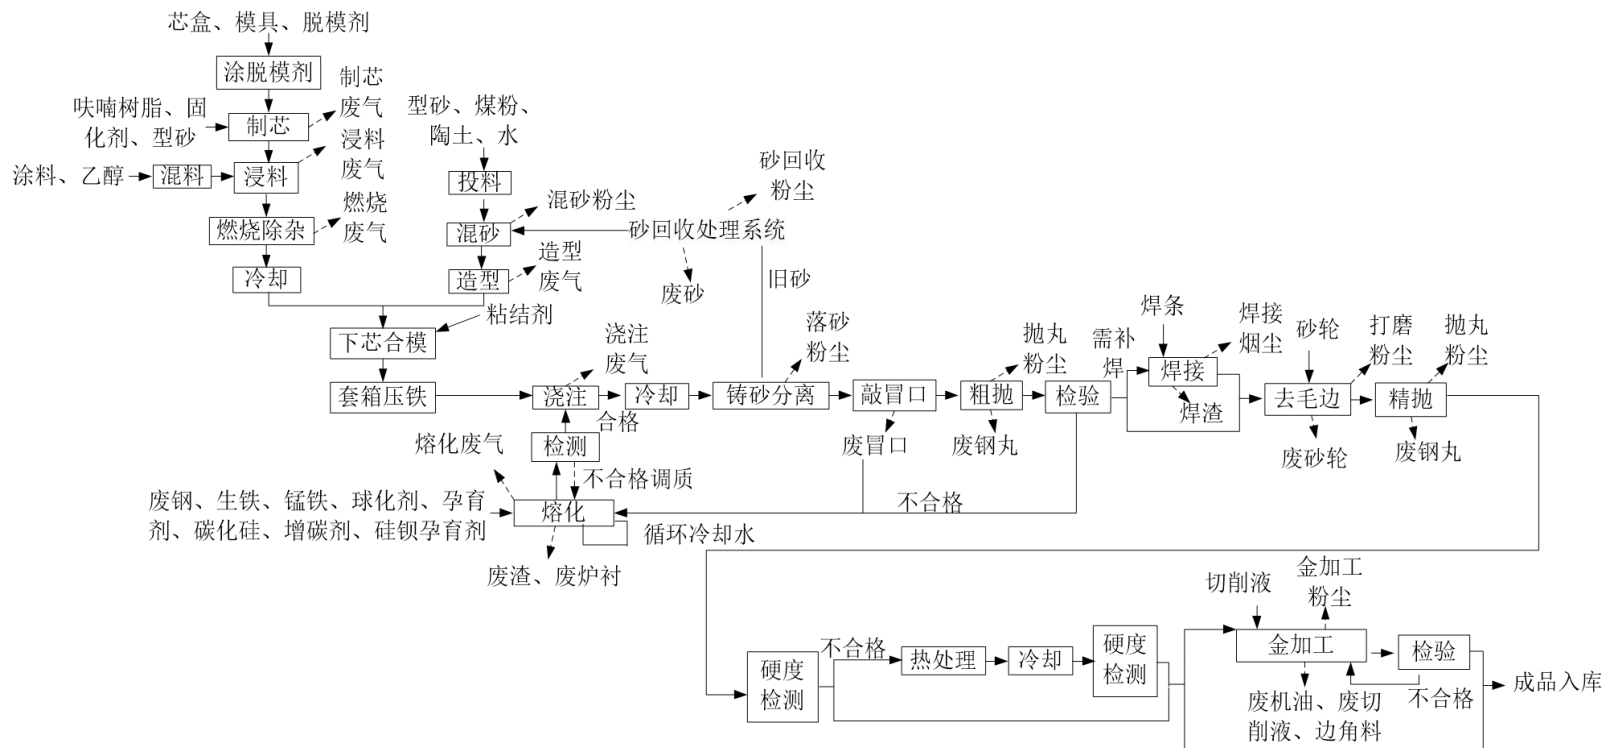 芯盒、模具、脱模剂
涂脱模剂
制芯
废气
呋喃树脂、固
化剂、型砂
制芯
浸料
废气
涂料、乙醇
混料
浸料
燃烧
废气
燃烧除杂
冷却
型砂、煤粉、
陶土、水
投料
混砂粉尘
混砂
造型
废气
造型
砂回收
粉尘
砂回收处理系统
废砂
旧砂
粘结剂
下芯合模
套箱压铁
浇注
废气
浇注
合格
冷却
落砂
粉尘
铸砂分离
敲冒口
废冒口
抛丸
粉尘
粗抛
废钢丸
检验
需补
焊
焊条
焊接
烟尘
焊接
焊渣
砂轮
打磨
粉尘
去毛边
废砂轮
抛丸
粉尘
精抛
废钢丸
熔化废气
检测
不合格调质
不合格
废钢、生铁、锰铁、球化剂、孕育
剂、碳化硅、增碳剂、硅钡孕育剂
熔化
循环冷却水
废渣、废炉衬
硬度
检测
不合格
热处理
冷却
硬度
检测
切削液
金加工
粉尘
金加工
检验
不合格
废机油、废切
削液、边角料
成品入库